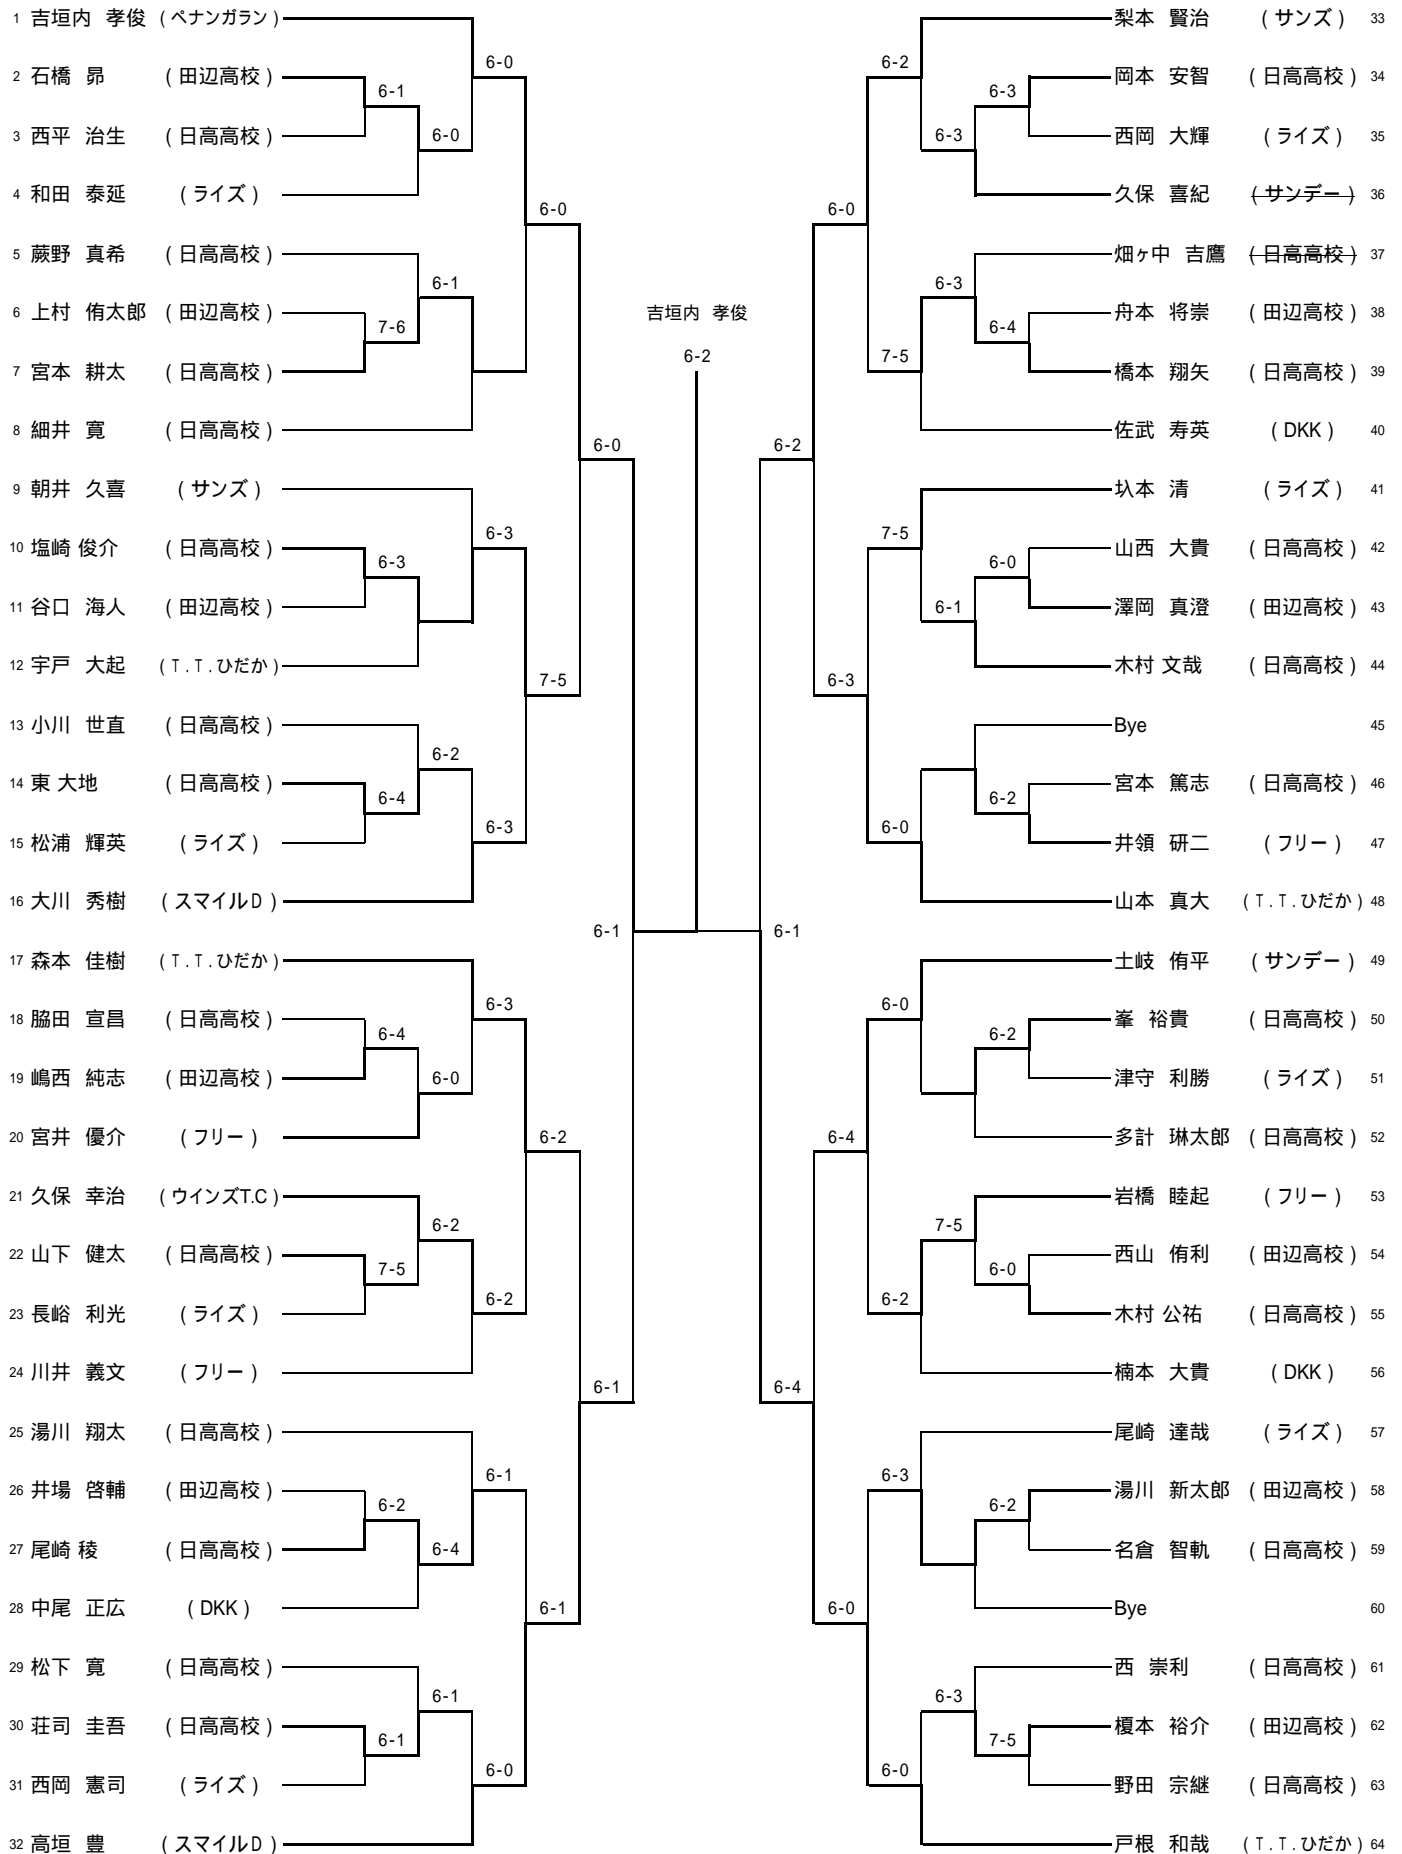 1 吉垣内 孝俊 (ペナンガラン)
2 石橋 昴 (田辺高校)
3 西平 治生 (日高高校)
4 和田 泰延 (ライズ)
5 蕨野 真希 (日高高校)
6 上村 侑太郎 (田辺高校)
7 宮本 耕太 (日高高校)
8 細井 寛 (日高高校)
9 朝井 久喜 (サンズ)
10 塩崎 俊介 (日高高校)
11 谷口 海人 (田辺高校)
12 宇戸 大起 (T.T.ひだか)
13 小川 世直 (日高高校)
14 東 大地 (日高高校)
15 松浦 輝英 (ライズ)
16 大川 秀樹 (スマイルD)
17 森本 佳樹 (T.T.ひだか)
18 脇田 宣昌 (日高高校)
19 嶋西 純志 (田辺高校)
20 宮井 優介 (フリー)
21 久保 幸治 (ウインズT.C)
22 山下 健太 (日高高校)
23 長峪 利光 (ライズ)
24 川井 義文 (フリー)
25 湯川 翔太 (日高高校)
26 井場 啓輔 (田辺高校)
27 尾崎 稜 (日高高校)
28 中尾 正広 (DKK)
29 松下 寛 (日高高校)
30 荘司 圭吾 (日高高校)
31 西岡 憲司 (ライズ)
32 高垣 豊 (スマイルD)
6-1
7-6
6-3
6-4
6-4
7-5
6-2
6-1
6-0
6-1
6-2
6-0
6-2
6-4
6-1
6-0
6-3
6-3
6-3
6-2
6-1
6-0
6-0
7-5
6-2
6-1
6-0
6-1
6-1
吉垣内 孝俊
6-2
6-1
6-2
6-4
6-0
6-3
6-4
6-0
6-2
7-5
7-5
6-0
6-0
6-2
6-3
6-0
6-3
6-3
6-1
7-5
6-3
6-3
6-4
6-0
6-2
6-2
6-0
6-2
7-5
梨本 賢治 (サンズ) 33
岡本 安智 (日高高校) 34
西岡 大輝 (ライズ) 35
久保 喜紀 (サンデー) 36
畑ヶ中 吉鷹 (日高高校) 37
舟本 将崇 (田辺高校) 38
橋本 翔矢 (日高高校) 39
佐武 寿英 (DKK) 40
圦本 清 (ライズ) 41
山西 大貴 (日高高校) 42
澤岡 真澄 (田辺高校) 43
木村 文哉 (日高高校) 44
Bye 45
宮本 篤志 (日高高校) 46
井領 研二 (フリー) 47
山本 真大 (T.T.ひだか) 48
土岐 侑平 (サンデー) 49
峯 裕貴 (日高高校) 50
津守 利勝 (ライズ) 51
多計 琳太郎 (日高高校) 52
岩橋 睦起 (フリー) 53
西山 侑利 (田辺高校) 54
木村 公祐 (日高高校) 55
楠本 大貴 (DKK) 56
尾崎 達哉 (ライズ) 57
湯川 新太郎 (田辺高校) 58
名倉 智軌 (日高高校) 59
Bye 60
西 崇利 (日高高校) 61
榎本 裕介 (田辺高校) 62
野田 宗継 (日高高校) 63
戸根 和哉 (T.T.ひだか) 64